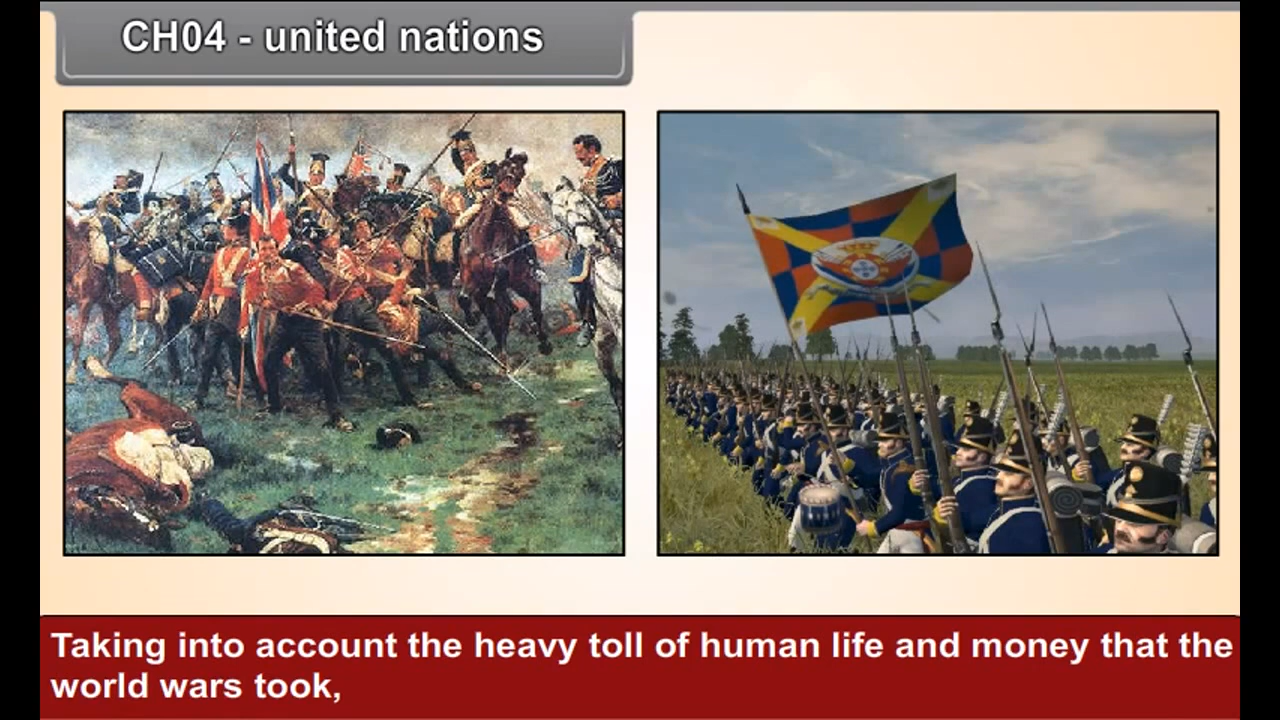 CH04 - united nations
Taking into account the heavy toll of human life and money that the
world wars took,